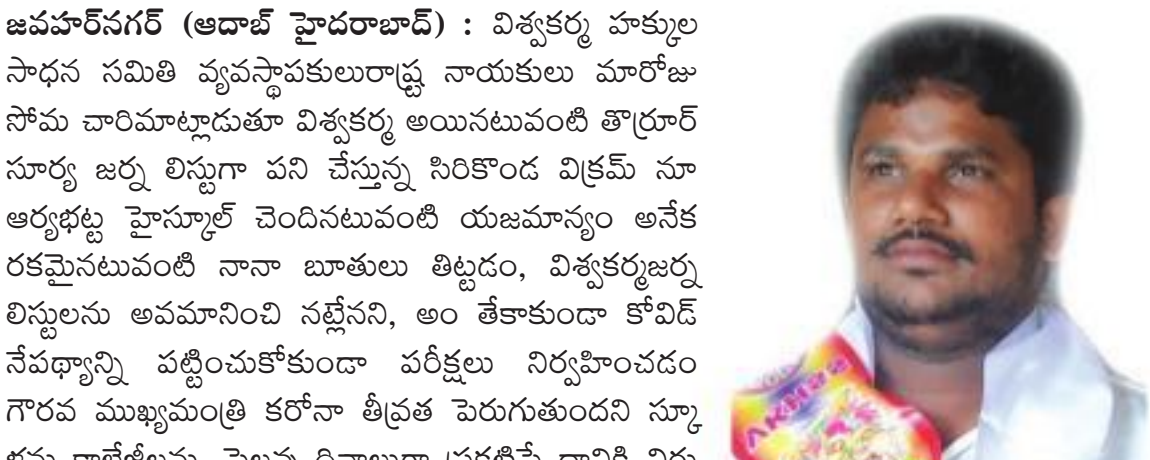 జవహర్‌నగర్ (ఆదాబ్ హైదరాబాద్) : విశ్వకర్మ హక్కుల
సాధన సమితి వ్యవస్థాపకులురాష్ట్ర నాయకులు మారోజు
సోమ చారిమాట్లాడుతూ విశ్వకర్మ అయినటువంటి తొర్రూర్
సూర్య జర్న లిస్టుగా పని చేస్తున్న సిరికొండ విక్రమ్ నూ
ఆర్యభట్ట హైస్కూల్ చెందినటువంటి యజమాన్యం అనేక
రకమైనటువంటి నానా బూతులు తిట్టడం, విశ్వకర్మజర్న
లిస్టులను అవమానించి నట్లేనని, అం తేకాకుండా కోవిడ్
నేపథ్యాన్ని పట్టించుకోకుండా పరీక్షలు నిర్వహించడం
గౌరవ ముఖ్యమంత్రి కరోనా తీవ్రత పెరుగుతుందని స్కూ